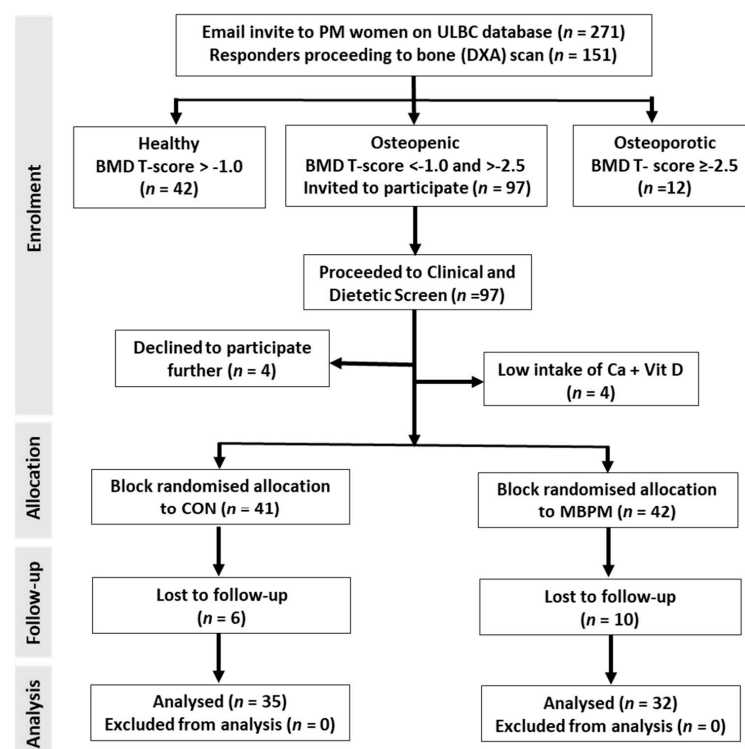 Email invite to PM women on ULBC database (n = 271)
Responders proceeding to bone (DXA) scan (n = 151)
Healthy
BMD T-score > -1.0
(n = 42)
Osteopenic
BMD T-score <-1.0 and >-2.5
Invited to participate (n = 97)
Osteoporotic
BMD T- score ≥-2.5
(n =12)
Enrolment
Proceeded to Clinical and
Dietetic Screen (n =97)
Declined to participate
further (n = 4)
Low intake of Ca + Vit D
(n = 4)
Allocation
Block randomised allocation
to CON (n = 41)
Block randomised allocation
to MBPM (n = 42)
Follow-up
Lost to follow-up
(n = 6)
Lost to follow-up
(n = 10)
Analysis
Analysed (n = 35)
Excluded from analysis (n = 0)
Analysed (n = 32)
Excluded from analysis (n = 0)